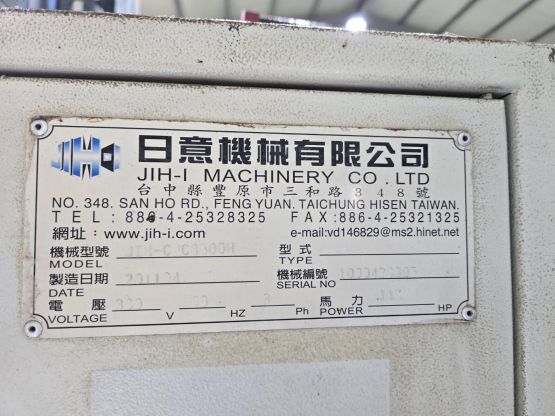 日意機械有限公司
JIH-I MACHINERY CO.LTD
台中縣豐原市三和路348號
NO. 348. SAN HO RD., FENG YUAN. TAICHUNG HISEN TAIWAN.
TEL:886-4-25328325 FAX:886-4-25321325
網址:www.jih-i.com e-mail:vd146829@ms2.hinet.net
機械型號 型式
MODEL TYPE
製造日期 機械編號
DATE SERIAL NO
電壓 馬力
VOLTAGE V HZ Ph POWER HP